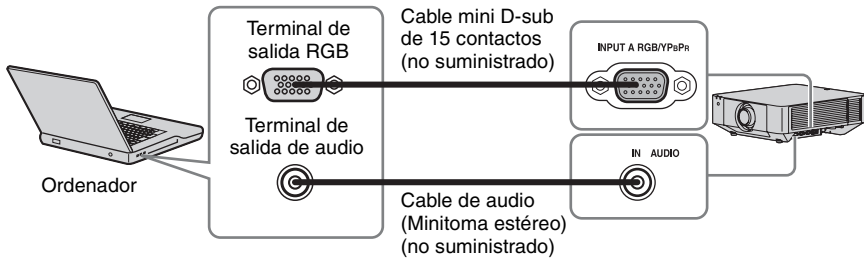 Terminal de
salida RGB
Cable mini D-sub
de 15 contactos
(no suministrado)
INPUT A RGB/YPBPR
Terminal de
salida de audio
IN AUDIO
Ordenador
Cable de audio
(Minitoma estéreo)
(no suministrado)